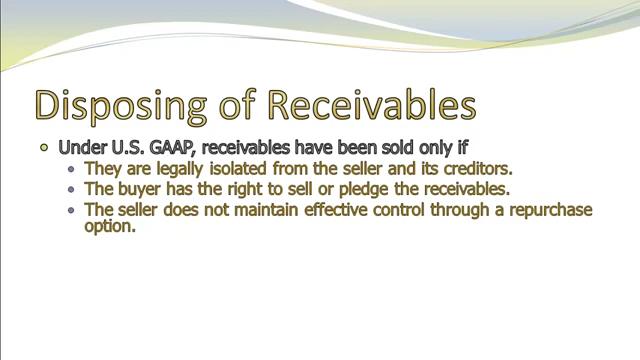 Disposing of Receivables
Under U.S. GAAP, receivables have been sold only if
They are legally isolated from the seller and its creditors.
The buyer has the right to sell or pledge the receivables.
The seller does not maintain effective control through a repurchase
option.